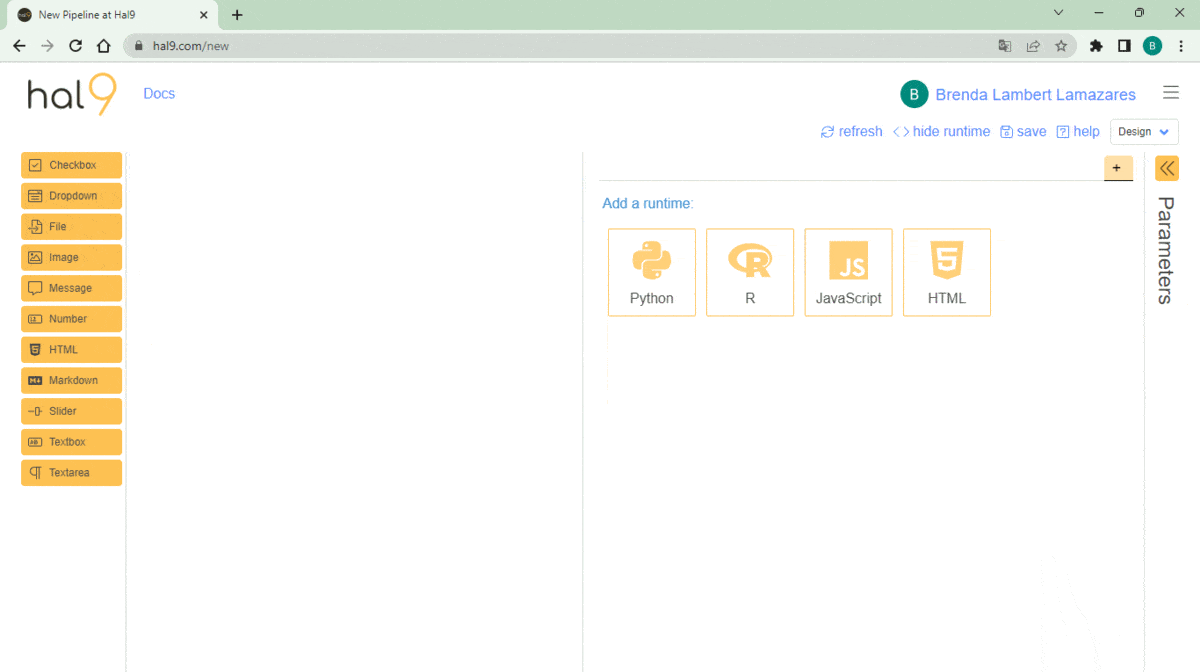 New Pipeline at Hal9
hal9.com/new
B
hal9
Docs
B Brenda Lambert Lamazares
refresh hide runtime save help Design
Checkbox
Dropdown
File
Image
Message
Number
HTML
Markdown
Slider
Textbox
Textarea
+
Add a runtime:
Python
R
JS
JavaScript
5
HTML
Parameters